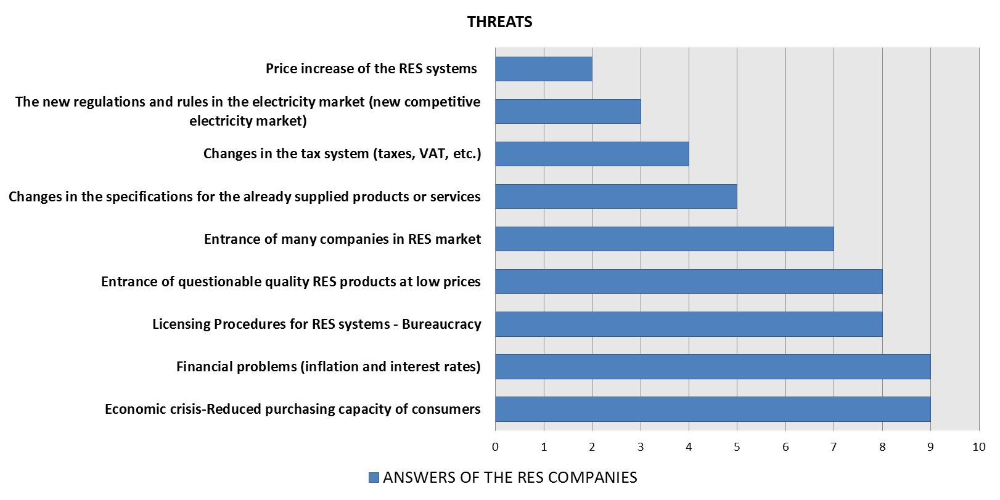 THREATS
Price increase of the RES systems
The new regulations and rules in the electricity market (new competitive
electricity market)
Changes in the tax system (taxes, VAT, etc.)
Changes in the specifications for the already supplied products or services
Entrance of many companies in RES market
Entrance of questionable quality RES products at low prices
Licensing Procedures for RES systems - Bureaucracy
Financial problems (inflation and interest rates)
Economic crisis-Reduced purchasing capacity of consumers
0 1 2 3 4 5 6 7 8 9 10
ANSWERS OF THE RES COMPANIES